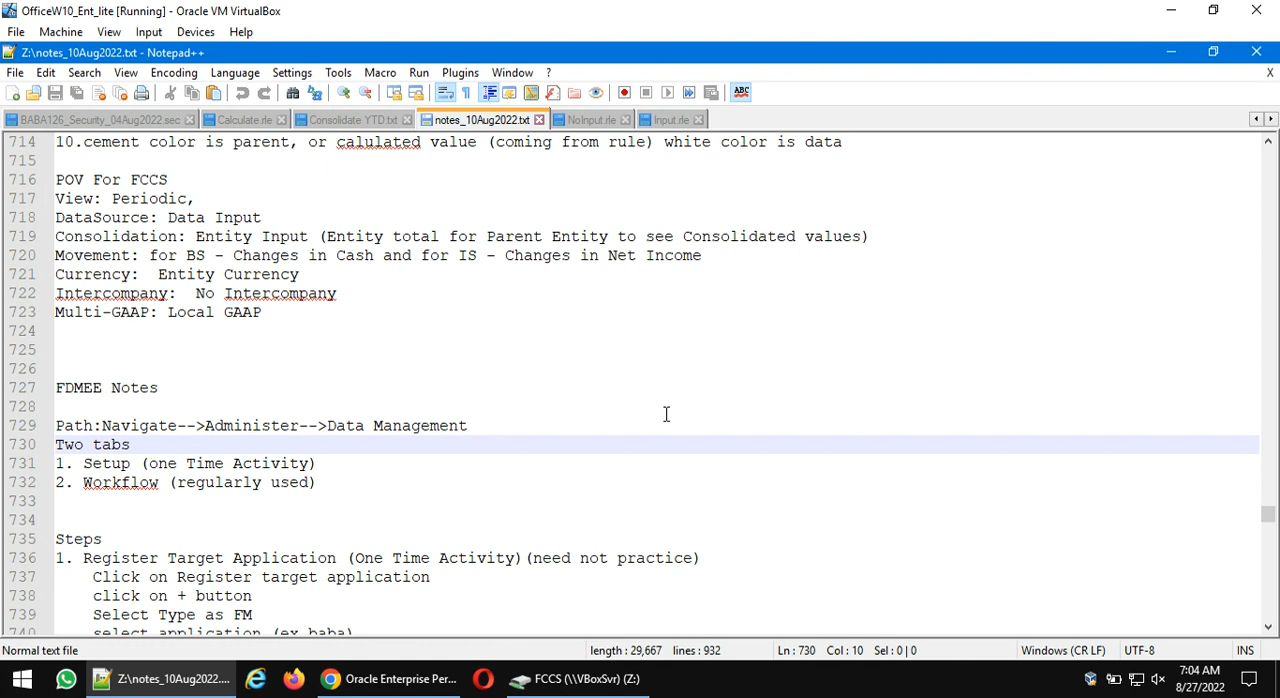 OfficeW10_Ent_lite [Running] - Oracle VM VirtualBox
File Machine View Input Devices Help
Z:\notes_10Aug2022.txt - Notepad++
File Edit Search View Encoding Language Settings Tools Macro Run Plugins Window ? X
ABC
BABA126_Security_04Aug2022.sec Calculate.rle Consolidate YTD.txt notes_10Aug2022.txt NoInput.rle Input.rle
714 10.cement color is parent, or calulated value (coming from rule) white color is data
715
716 POV For FCCS
717 View: Periodic,
718 DataSource: Data Input
719 Consolidation: Entity Input (Entity total for Parent Entity to see Consolidated values)
720 Movement: for BS - Changes in Cash and for IS - Changes in Net Income
721 Currency:  Entity Currency
722 Intercompany:  No Intercompany
723 Multi-GAAP: Local GAAP
724
725
726
727 FDMEE Notes
728
729 Path:Navigate-->Administer-->Data Management
730 Two tabs
731 1. Setup (one Time Activity)
732 2. Workflow (regularly used)
733
734
735 Steps
736 1. Register Target Application (One Time Activity)(need not practice)
737 Click on Register target application
738 click on + button
739 Select Type as FM
740 select application (ex baba)
Normal text file length : 29,667 lines : 932 Ln : 730 Col : 10 Sel : 0 | 0 Windows (CR LF) UTF-8 INS
Z:\notes_10Aug2022.... Oracle Enterprise Per... FCCS (\\VBoxSvr) (Z:) 7:04 AM
8/27/2022